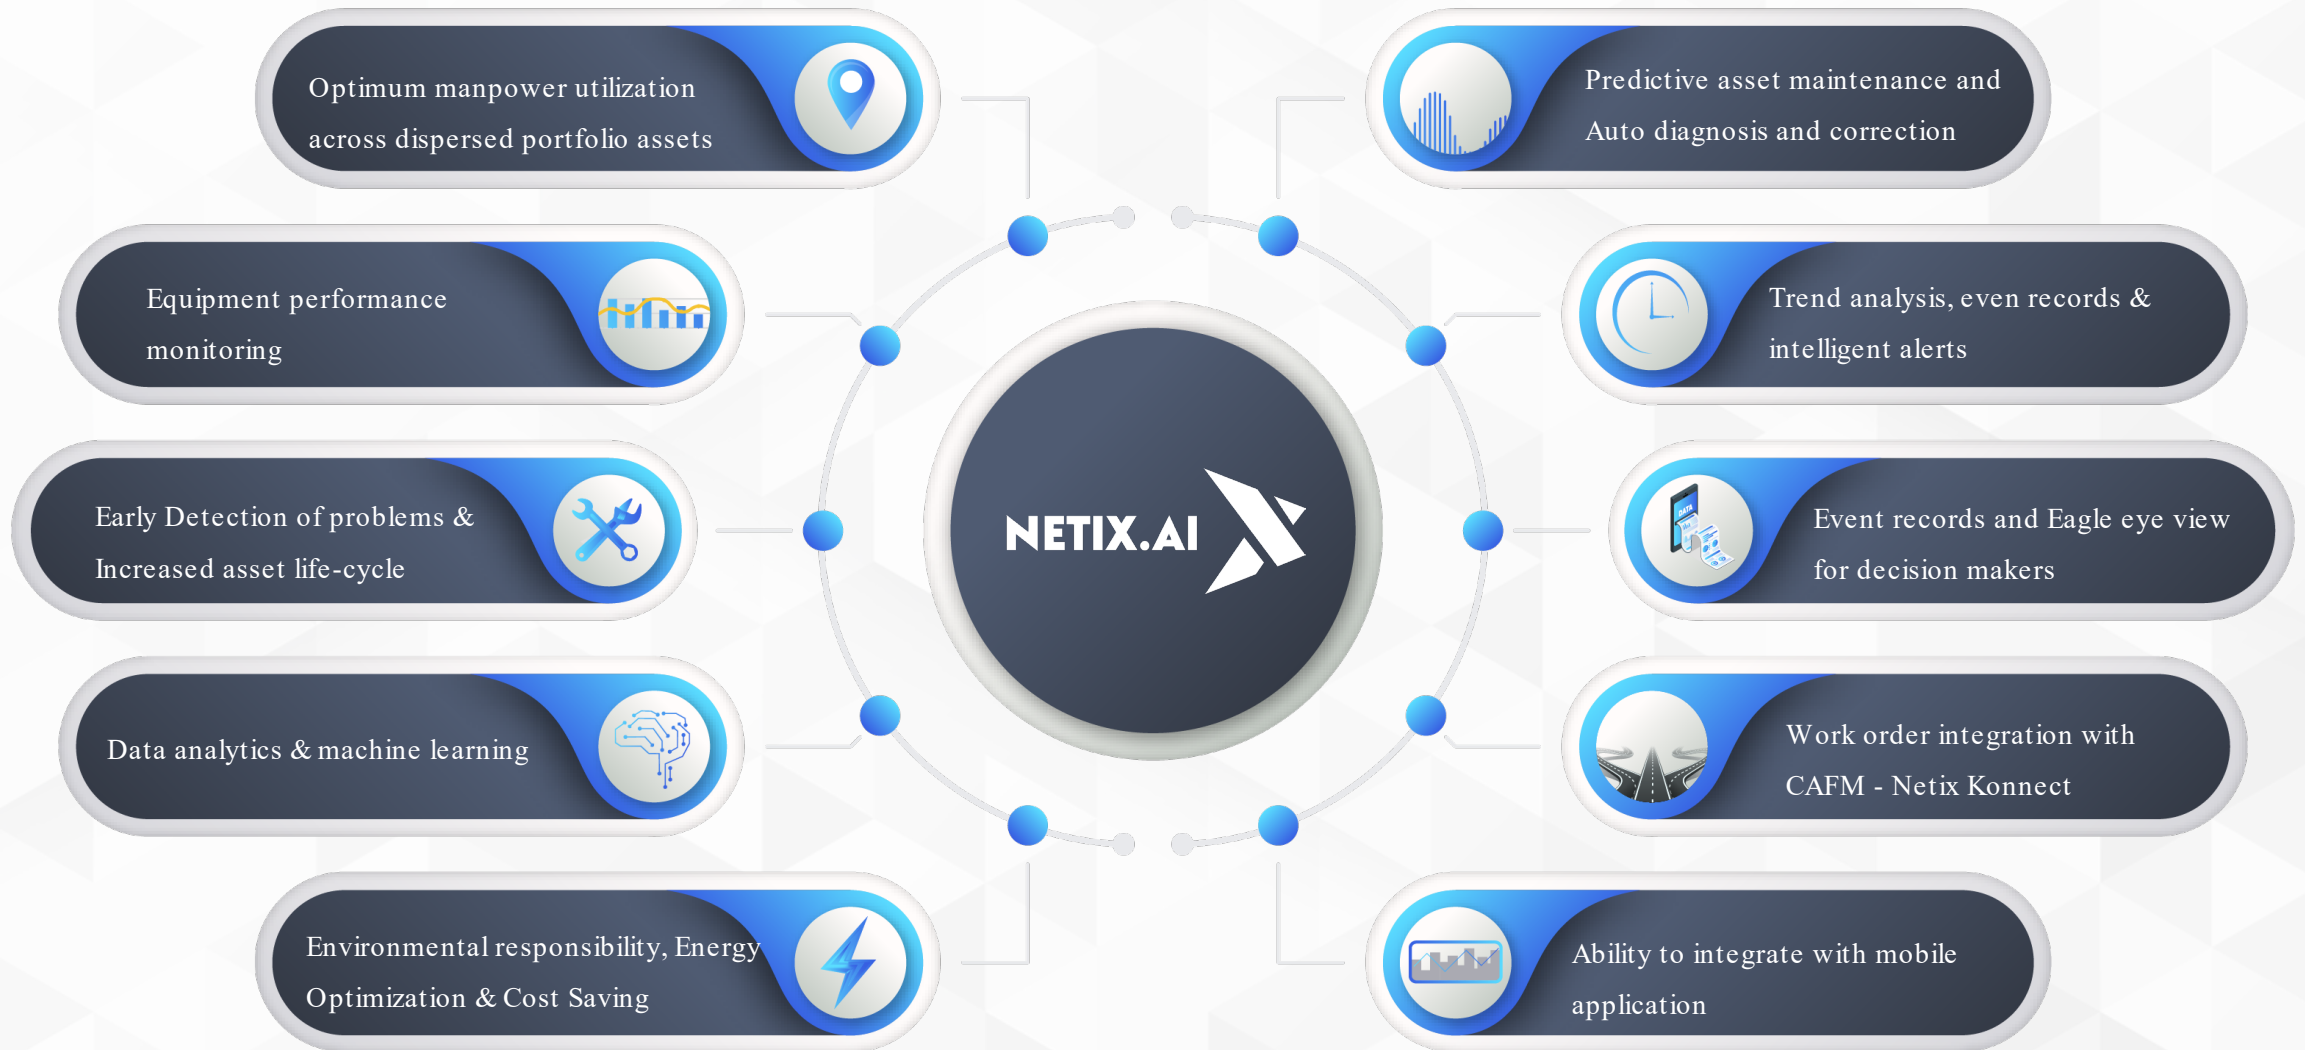 Optimum manpower utilization
across dispersed portfolio assets
Equipment performance
monitoring
Early Detection of problems &
Increased asset life-cycle
Data analytics & machine learning
Environmental responsibility, Energy
Optimization & Cost Saving
NETIX.AI
Predictive asset maintenance and
Auto diagnosis and correction
Trend analysis, even records &
intelligent alerts
DATA
Event records and Eagle eye view
for decision makers
Work order integration with
CAFM - Netix Konnect
Ability to integrate with mobile
application